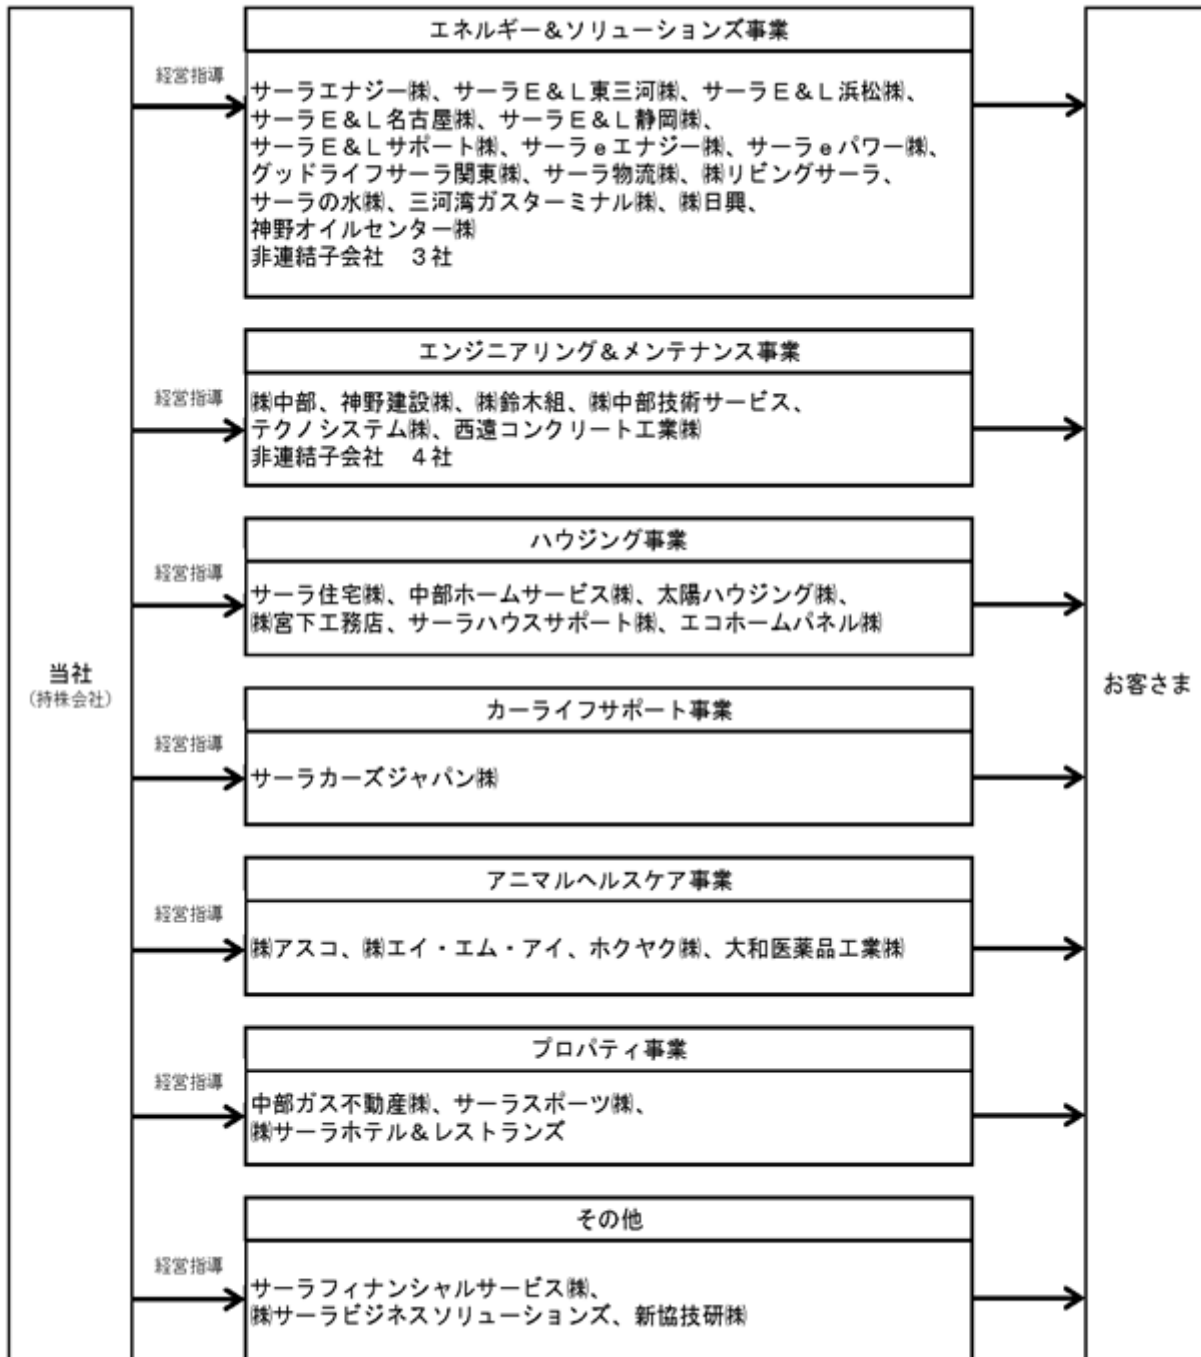 エネルギー＆ソリューションズ事業
経営指導
サーラエナジー㈱、サーラＥ＆Ｌ東三河㈱、サーラＥ＆Ｌ浜松㈱、
サーラＥ＆Ｌ名古屋㈱、サーラＥ＆Ｌ静岡㈱、
サーラＥ＆Ｌサポート㈱、サーラｅエナジー㈱、サーラｅパワー㈱、
グッドライフサーラ関東㈱、サーラ物流㈱、㈱リビングサーラ、
サーラの水㈱、三河湾ガスターミナル㈱、㈱日興、
神野オイルセンター㈱
非連結子会社　３社
エンジニアリング＆メンテナンス事業
経営指導
㈱中部、神野建設㈱、㈱鈴木組、㈱中部技術サービス、
テクノシステム㈱、西遠コンクリート工業㈱
非連結子会社　４社
ハウジング事業
経営指導
サーラ住宅㈱、中部ホームサービス㈱、太陽ハウジング㈱、
㈱宮下工務店、サーラハウスサポート㈱、エコホームパネル㈱
当社
（持株会社）
お客さま
カーライフサポート事業
経営指導
サーラカーズジャパン㈱
アニマルヘルスケア事業
経営指導
㈱アスコ、㈱エイ・エム・アイ、ホクヤク㈱、大和医薬品工業㈱
プロパティ事業
経営指導
中部ガス不動産㈱、サーラスポーツ㈱、
㈱サーラホテル＆レストランズ
その他
経営指導
サーラフィナンシャルサービス㈱、
㈱サーラビジネスソリューションズ、新協技研㈱